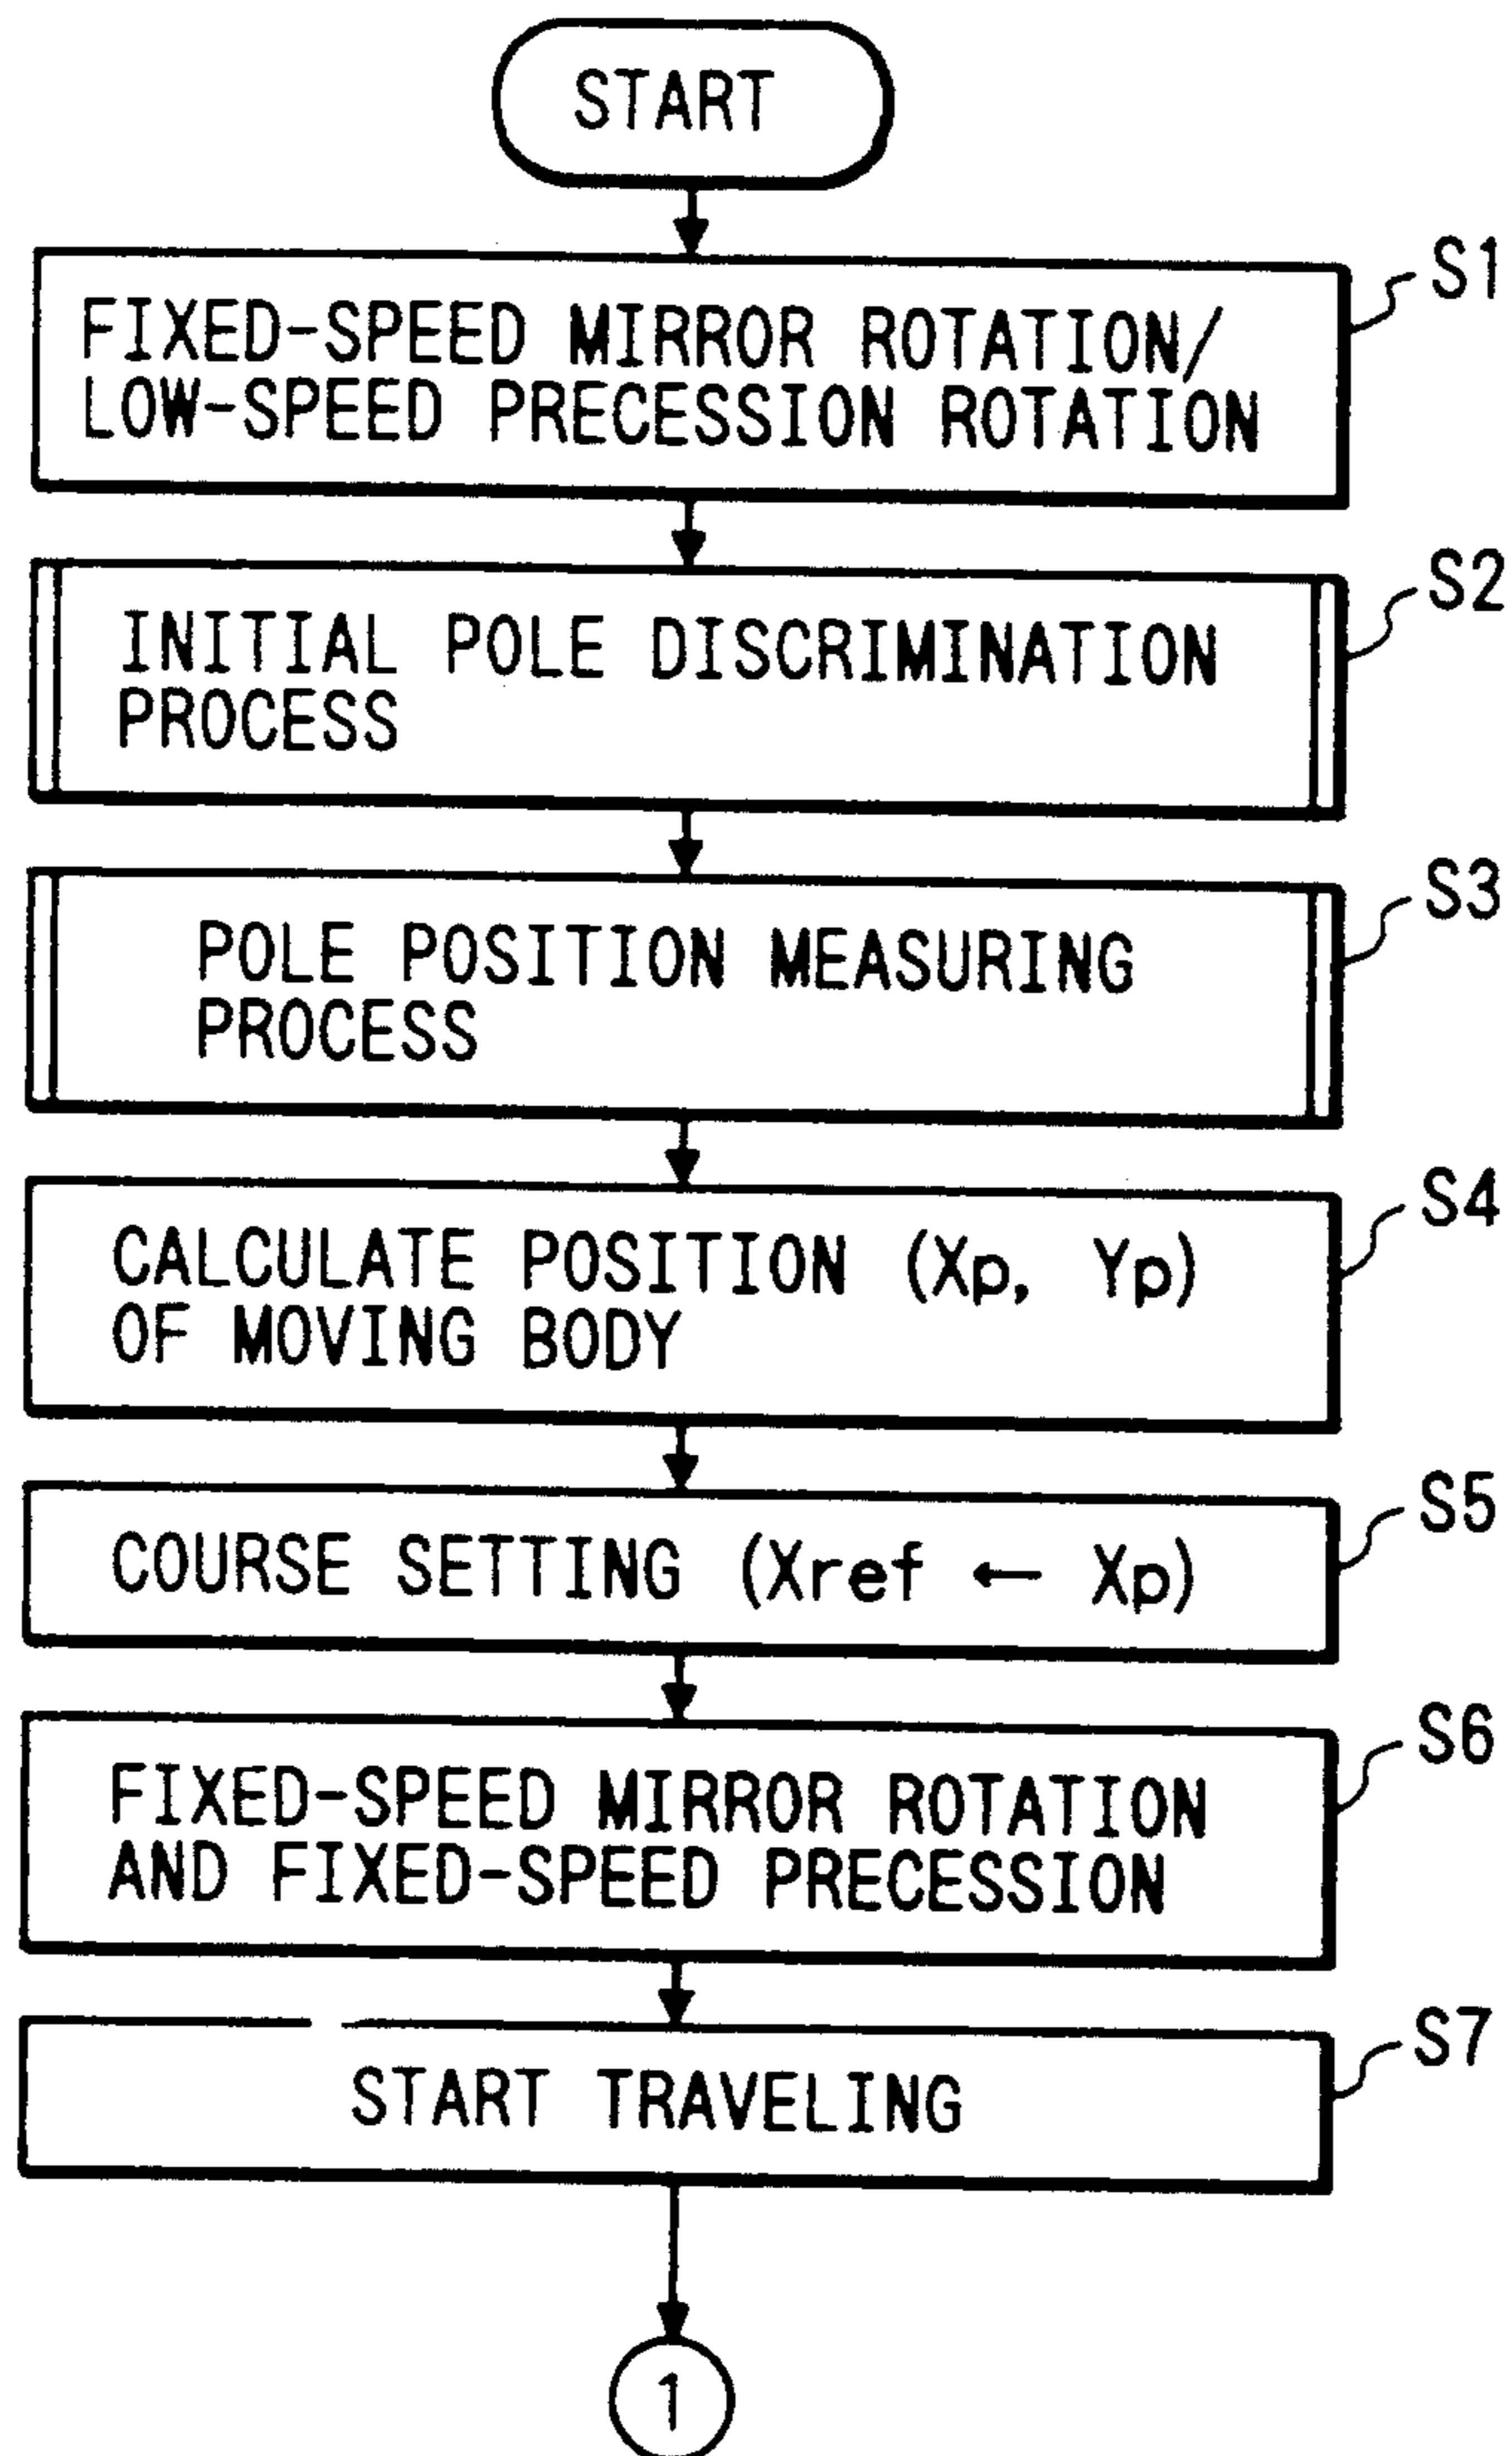 START
S1
FIXED-SPEED MIRROR ROTATION/
LOW-SPEED PRECESSION ROTATION
S2
INITIAL POLE DISCRIMINATION
PROCESS
S3
POLE POSITION MEASURING
PROCESS
S4
CALCULATE POSITION (Xp, Yp)
OF MOVING BODY
S5
COURSE SETTING (Xref ← Xp)
S6
FIXED-SPEED MIRROR ROTATION
AND FIXED-SPEED PRECESSION
S7
START TRAVELING
1